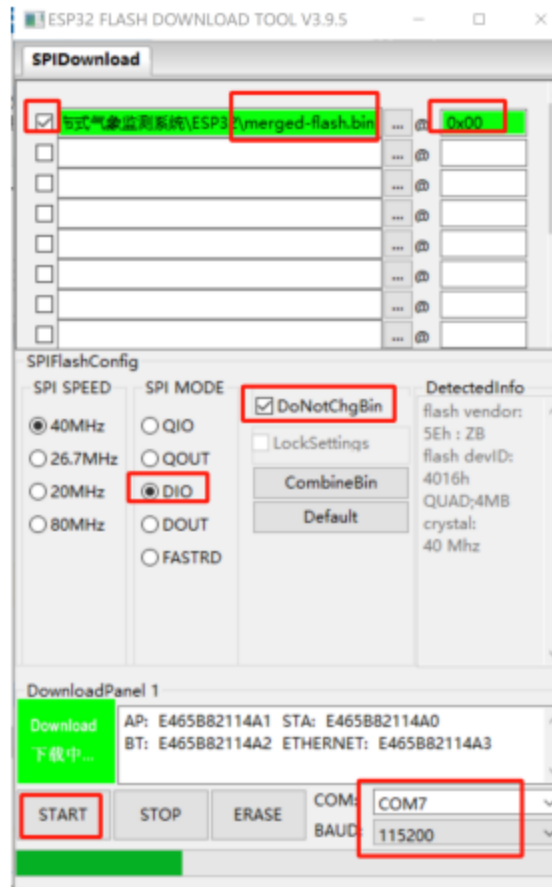 ESP32 FLASH DOWNLOAD TOOL V3.9.5
SPIDownload
布式气象监测系统\ESP32\merged-flash.bin ... @ 0x00
... @
... @
... @
... @
... @
... @
... @
SPIFlashConfig
SPI SPEED
40MHz
26.7MHz
20MHz
80MHz
SPI MODE
QIO
QOUT
DIO
DOUT
FASTRD
DoNotChgBin
LockSettings
CombineBin
Default
DetectedInfo
flash vendor:
5Eh : ZB
flash devID:
4016h
QUAD;4MB
crystal:
40 Mhz
DownloadPanel 1
Download
下载中...
AP: E465B82114A1 STA: E465B82114A0
BT: E465B82114A2 ETHERNET: E465B82114A3
START
STOP
ERASE
COM: COM7
BAUD: 115200